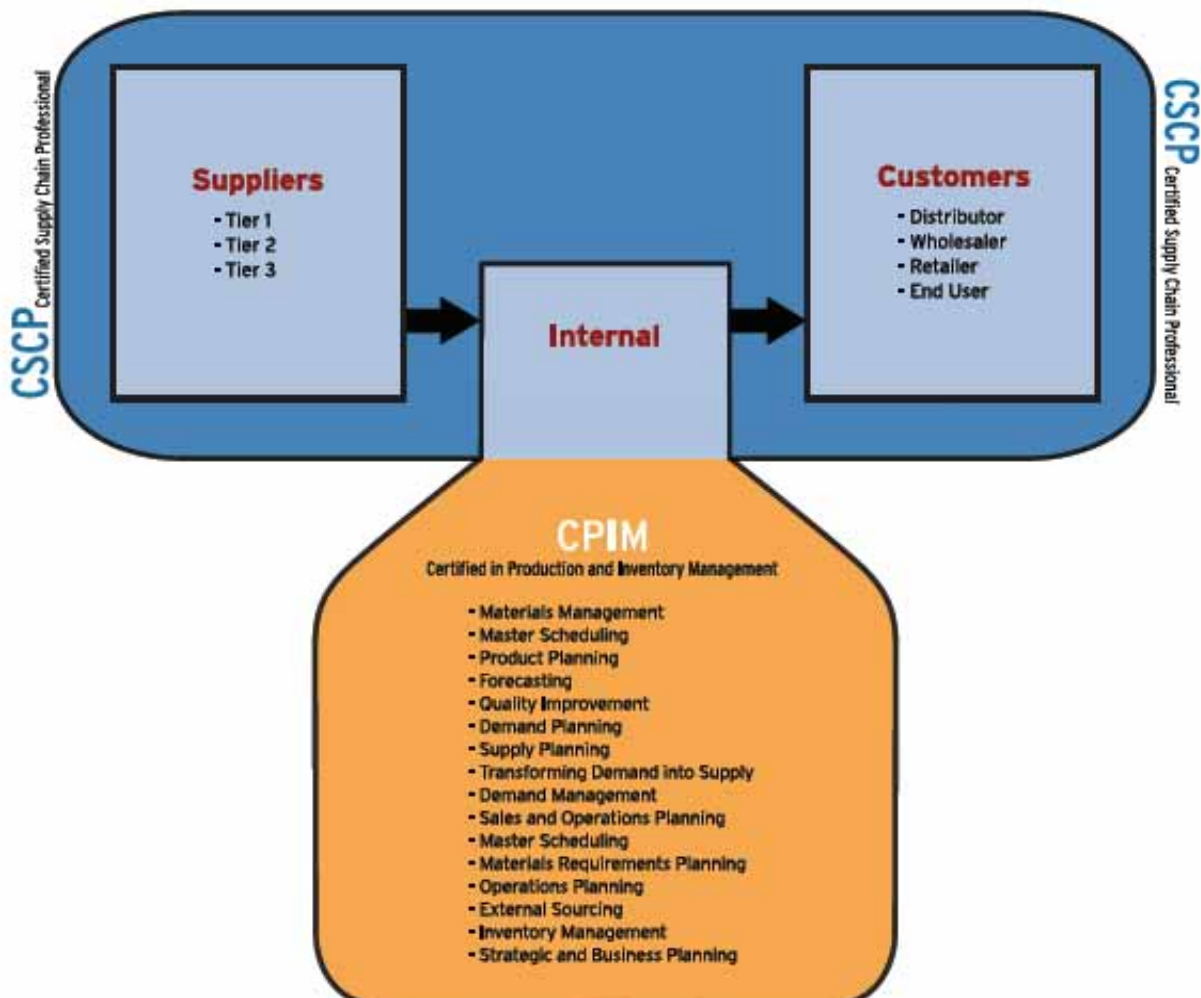 CSCP Certified Supply Chain Professional
Suppliers
- Tier 1
- Tier 2
- Tier 3
Internal
Customers
- Distributor
- Wholesaler
- Retailer
- End User
CSCP Certified Supply Chain Professional
CPIM
Certified in Production and Inventory Management
- Materials Management
- Master Scheduling
- Product Planning
- Forecasting
- Quality Improvement
- Demand Planning
- Supply Planning
- Transforming Demand into Supply
- Demand Management
- Sales and Operations Planning
- Master Scheduling
- Materials Requirements Planning
- Operations Planning
- External Sourcing
- Inventory Management
- Strategic and Business Planning